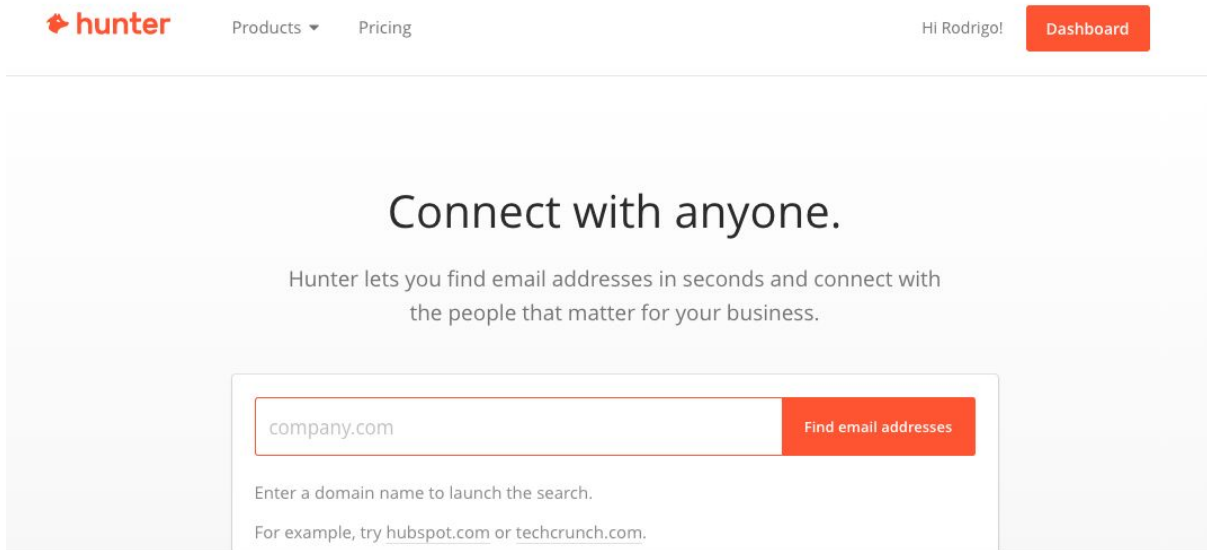 hunter Products Pricing Hi Rodrigo! Dashboard
Connect with anyone.
Hunter lets you find email addresses in seconds and connect with
the people that matter for your business.
company.com Find email addresses
Enter a domain name to launch the search.
For example, try hubspot.com or techcrunch.com.